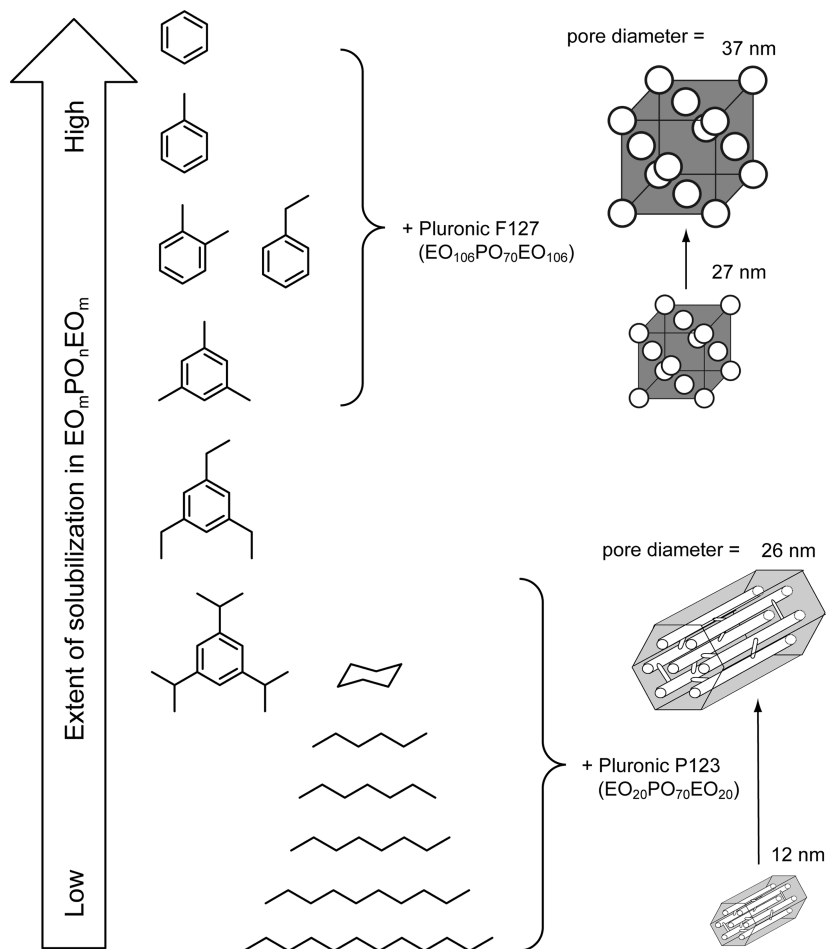 pore diameter =
37 nm
High
+ Pluronic F127
(EO₁₀₆PO₇₀EO₁₀₆)
27 nm
Extent of solubilization in EOₘPOₙEOₘ
pore diameter = 26 nm
+ Pluronic P123
(EO₂₀PO₇₀EO₂₀)
12 nm
Low